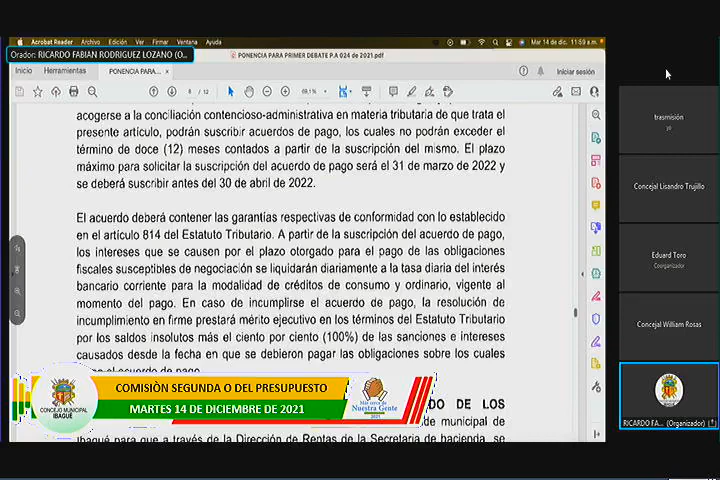 Acrobat Reader Archivo Edición Ver Firmar Ventana Ayuda
Mar 14 de dic. 11:59 a.m.
Orador: RICARDO FABIAN RODRIGUEZ LOZANO (O...
PONENCIA PARA PRIMER DEBATE P.A 024 de 2021.pdf
Inicio Herramientas PONENCIA PARA... × Iniciar sesión
8 / 12 69,1%
acogerse a la conciliación contencioso-administrativa en materia tributaria de que trata el
presente artículo, podrán suscribir acuerdos de pago, los cuales no podrán exceder el
término de doce (12) meses contados a partir de la suscripción del mismo. El plazo
máximo para solicitar la suscripción del acuerdo de pago será el 31 de marzo de 2022 y
se deberá suscribir antes del 30 de abril de 2022.
El acuerdo deberá contener las garantías respectivas de conformidad con lo establecido
en el artículo 814 del Estatuto Tributario. A partir de la suscripción del acuerdo de pago,
los intereses que se causen por el plazo otorgado para el pago de las obligaciones
fiscales susceptibles de negociación se liquidarán diariamente a la tasa diaria del interés
bancario corriente para la modalidad de créditos de consumo y ordinario, vigente al
momento del pago. En caso de incumplirse el acuerdo de pago, la resolución de
incumplimiento en firme prestará mérito ejecutivo en los términos del Estatuto Tributario
por los saldos insolutos más el ciento por ciento (100%) de las sanciones e intereses
causados desde la fecha en que se debieron pagar las obligaciones sobre los cuales
el acuerdo de pago.
DO DE LOS
de municipal de
Ibagué para que a través de la Dirección de Rentas de la Secretaría de hacienda, se
CONCEJO MUNICIPAL
IBAGUÉ
COMISIÒN SEGUNDA O DEL PRESUPUESTO
MARTES 14 DE DICIEMBRE DE 2021
Más cerca de
Nuestra Gente
2021
trasmisión
yo
Concejal Lisandro Trujillo
Eduard Toro
Coorganizador
Concejal William Rosas
RICARDO FA... (Organizador)